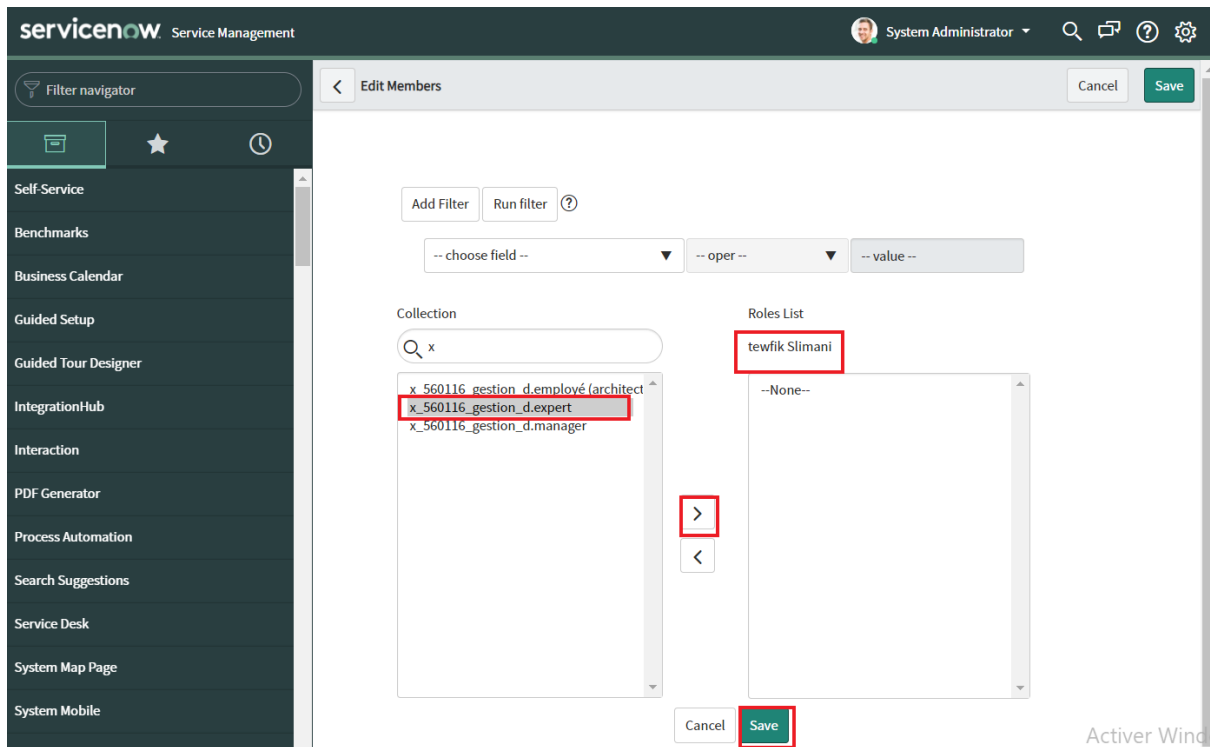 servicenow Service Management
System Administrator
Filter navigator
Edit Members
Cancel
Save
Self-Service
Benchmarks
Business Calendar
Guided Setup
Guided Tour Designer
IntegrationHub
Interaction
PDF Generator
Process Automation
Search Suggestions
Service Desk
System Map Page
System Mobile
Add Filter
Run filter
?
-- choose field --
-- oper --
-- value --
Collection
x
x_560116_gestion_d.employé (architect
x_560116_gestion_d.expert
x_560116_gestion_d.manager
Roles List
tewfik Slimani
--None--
>
<
Cancel
Save
Activer Wind